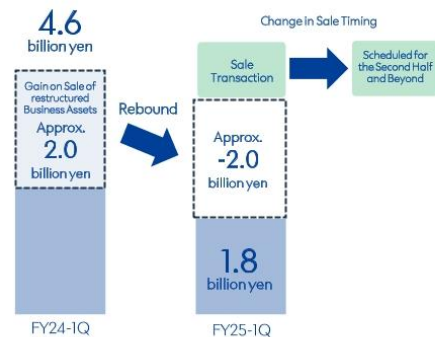 Change in Sale Timing
4.6
billion yen
Gain on Sale of
restructured
Business Assets
Approx.
2.0
billion yen
Rebound
Sale
Transaction
Scheduled for
the Second Half
and Beyond
Approx.
-2.0
billion yen
1.8
billion yen
FY24-1Q
FY25-1Q